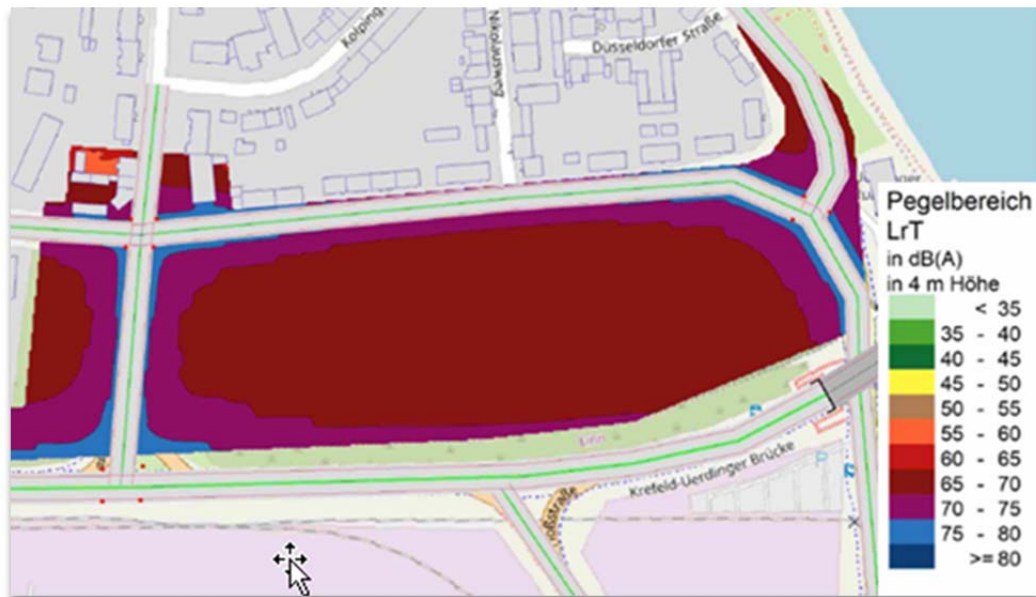 Kolping
Nikolausweg
Düsseldorfer Straße
Pegelbereich
LrT
in dB(A)
in 4 m Höhe
< 35
35 - 40
40 - 45
45 - 50
50 - 55
55 - 60
60 - 65
65 - 70
70 - 75
75 - 80
>= 80
Linn
Krefeld-Uerdinger Brücke
P